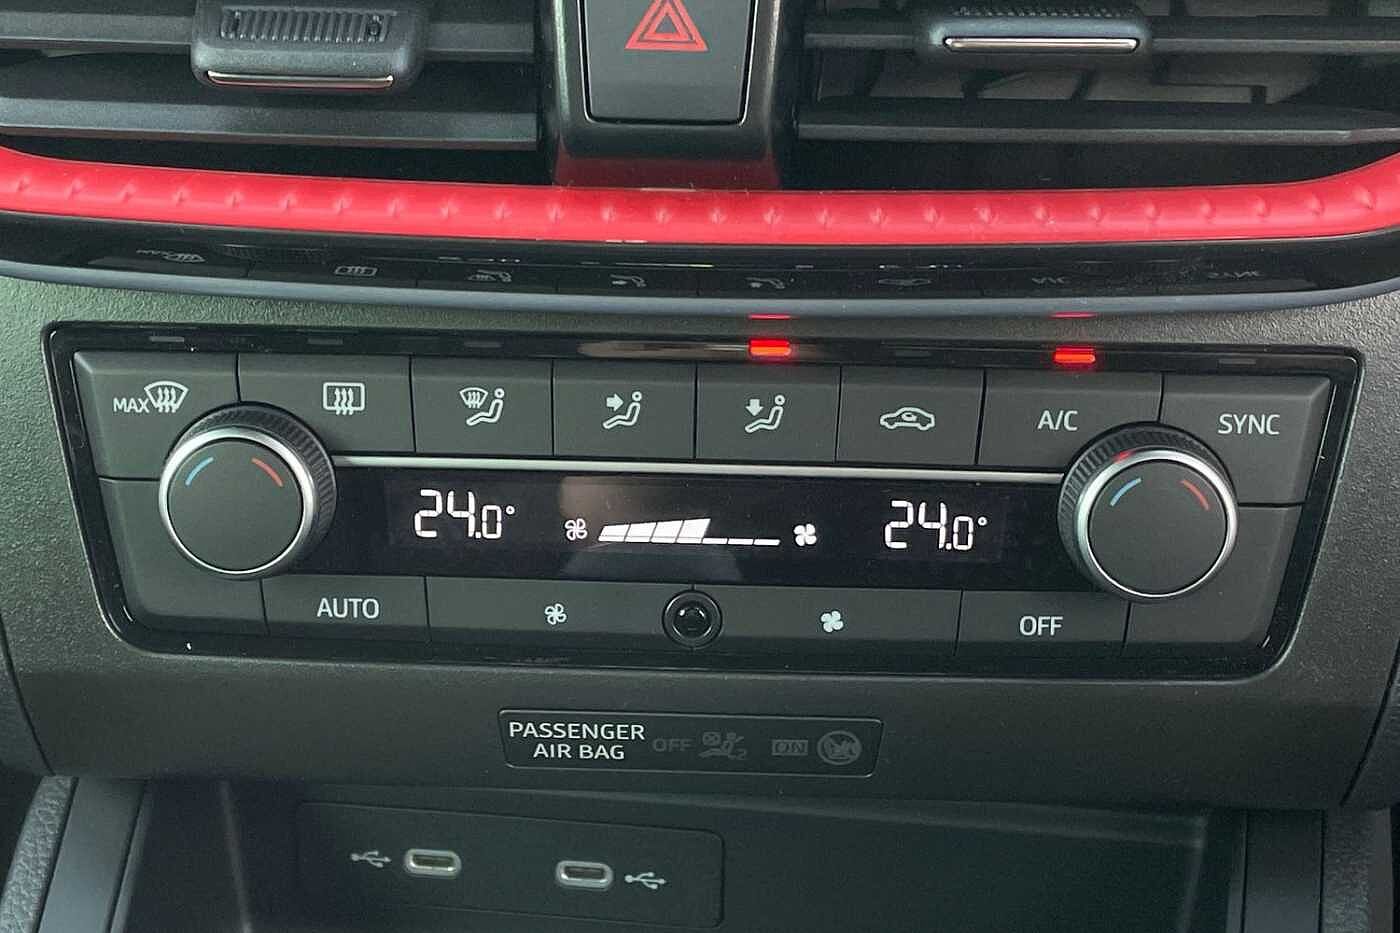 MAX
A/C
SYNC
24.0°
24.0°
AUTO
OFF
PASSENGER
AIR BAG
OFF
ON